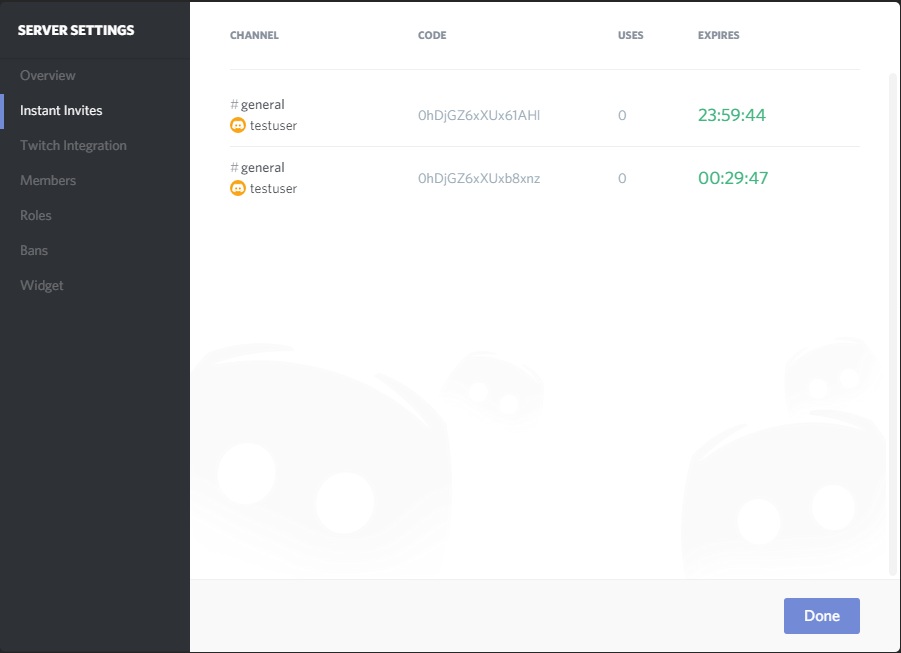 SERVER SETTINGS
Overview
Instant Invites
Twitch Integration
Members
Roles
Bans
Widget
CHANNEL CODE USES EXPIRES
#general
testuser
0hDjGZ6xXUx61AHl 0 23:59:44
#general
testuser
0hDjGZ6xXUxb8xnz 0 00:29:47
Done